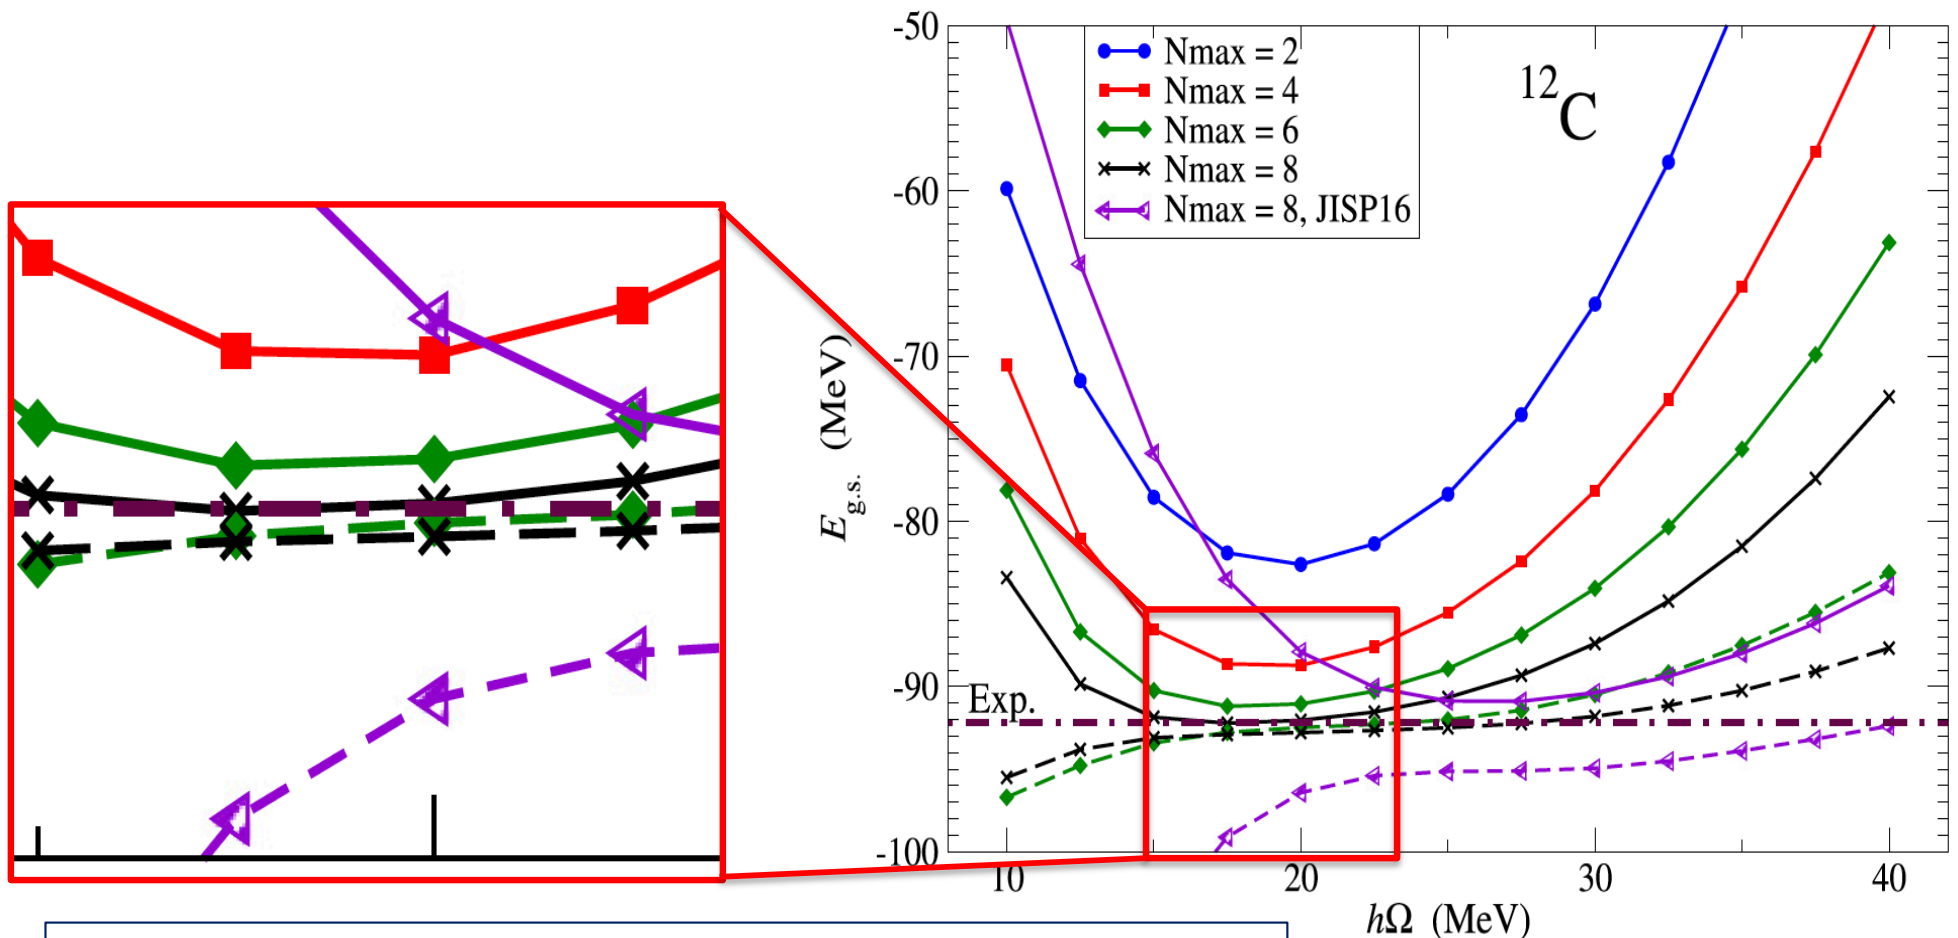 -50
-60
-70
-80
-90
-100
E g.s. (MeV)
Nmax = 2
Nmax = 4
Nmax = 6
Nmax = 8
Nmax = 8, JISP16
12C
Exp.
10 20 30 40
hΩ (MeV)